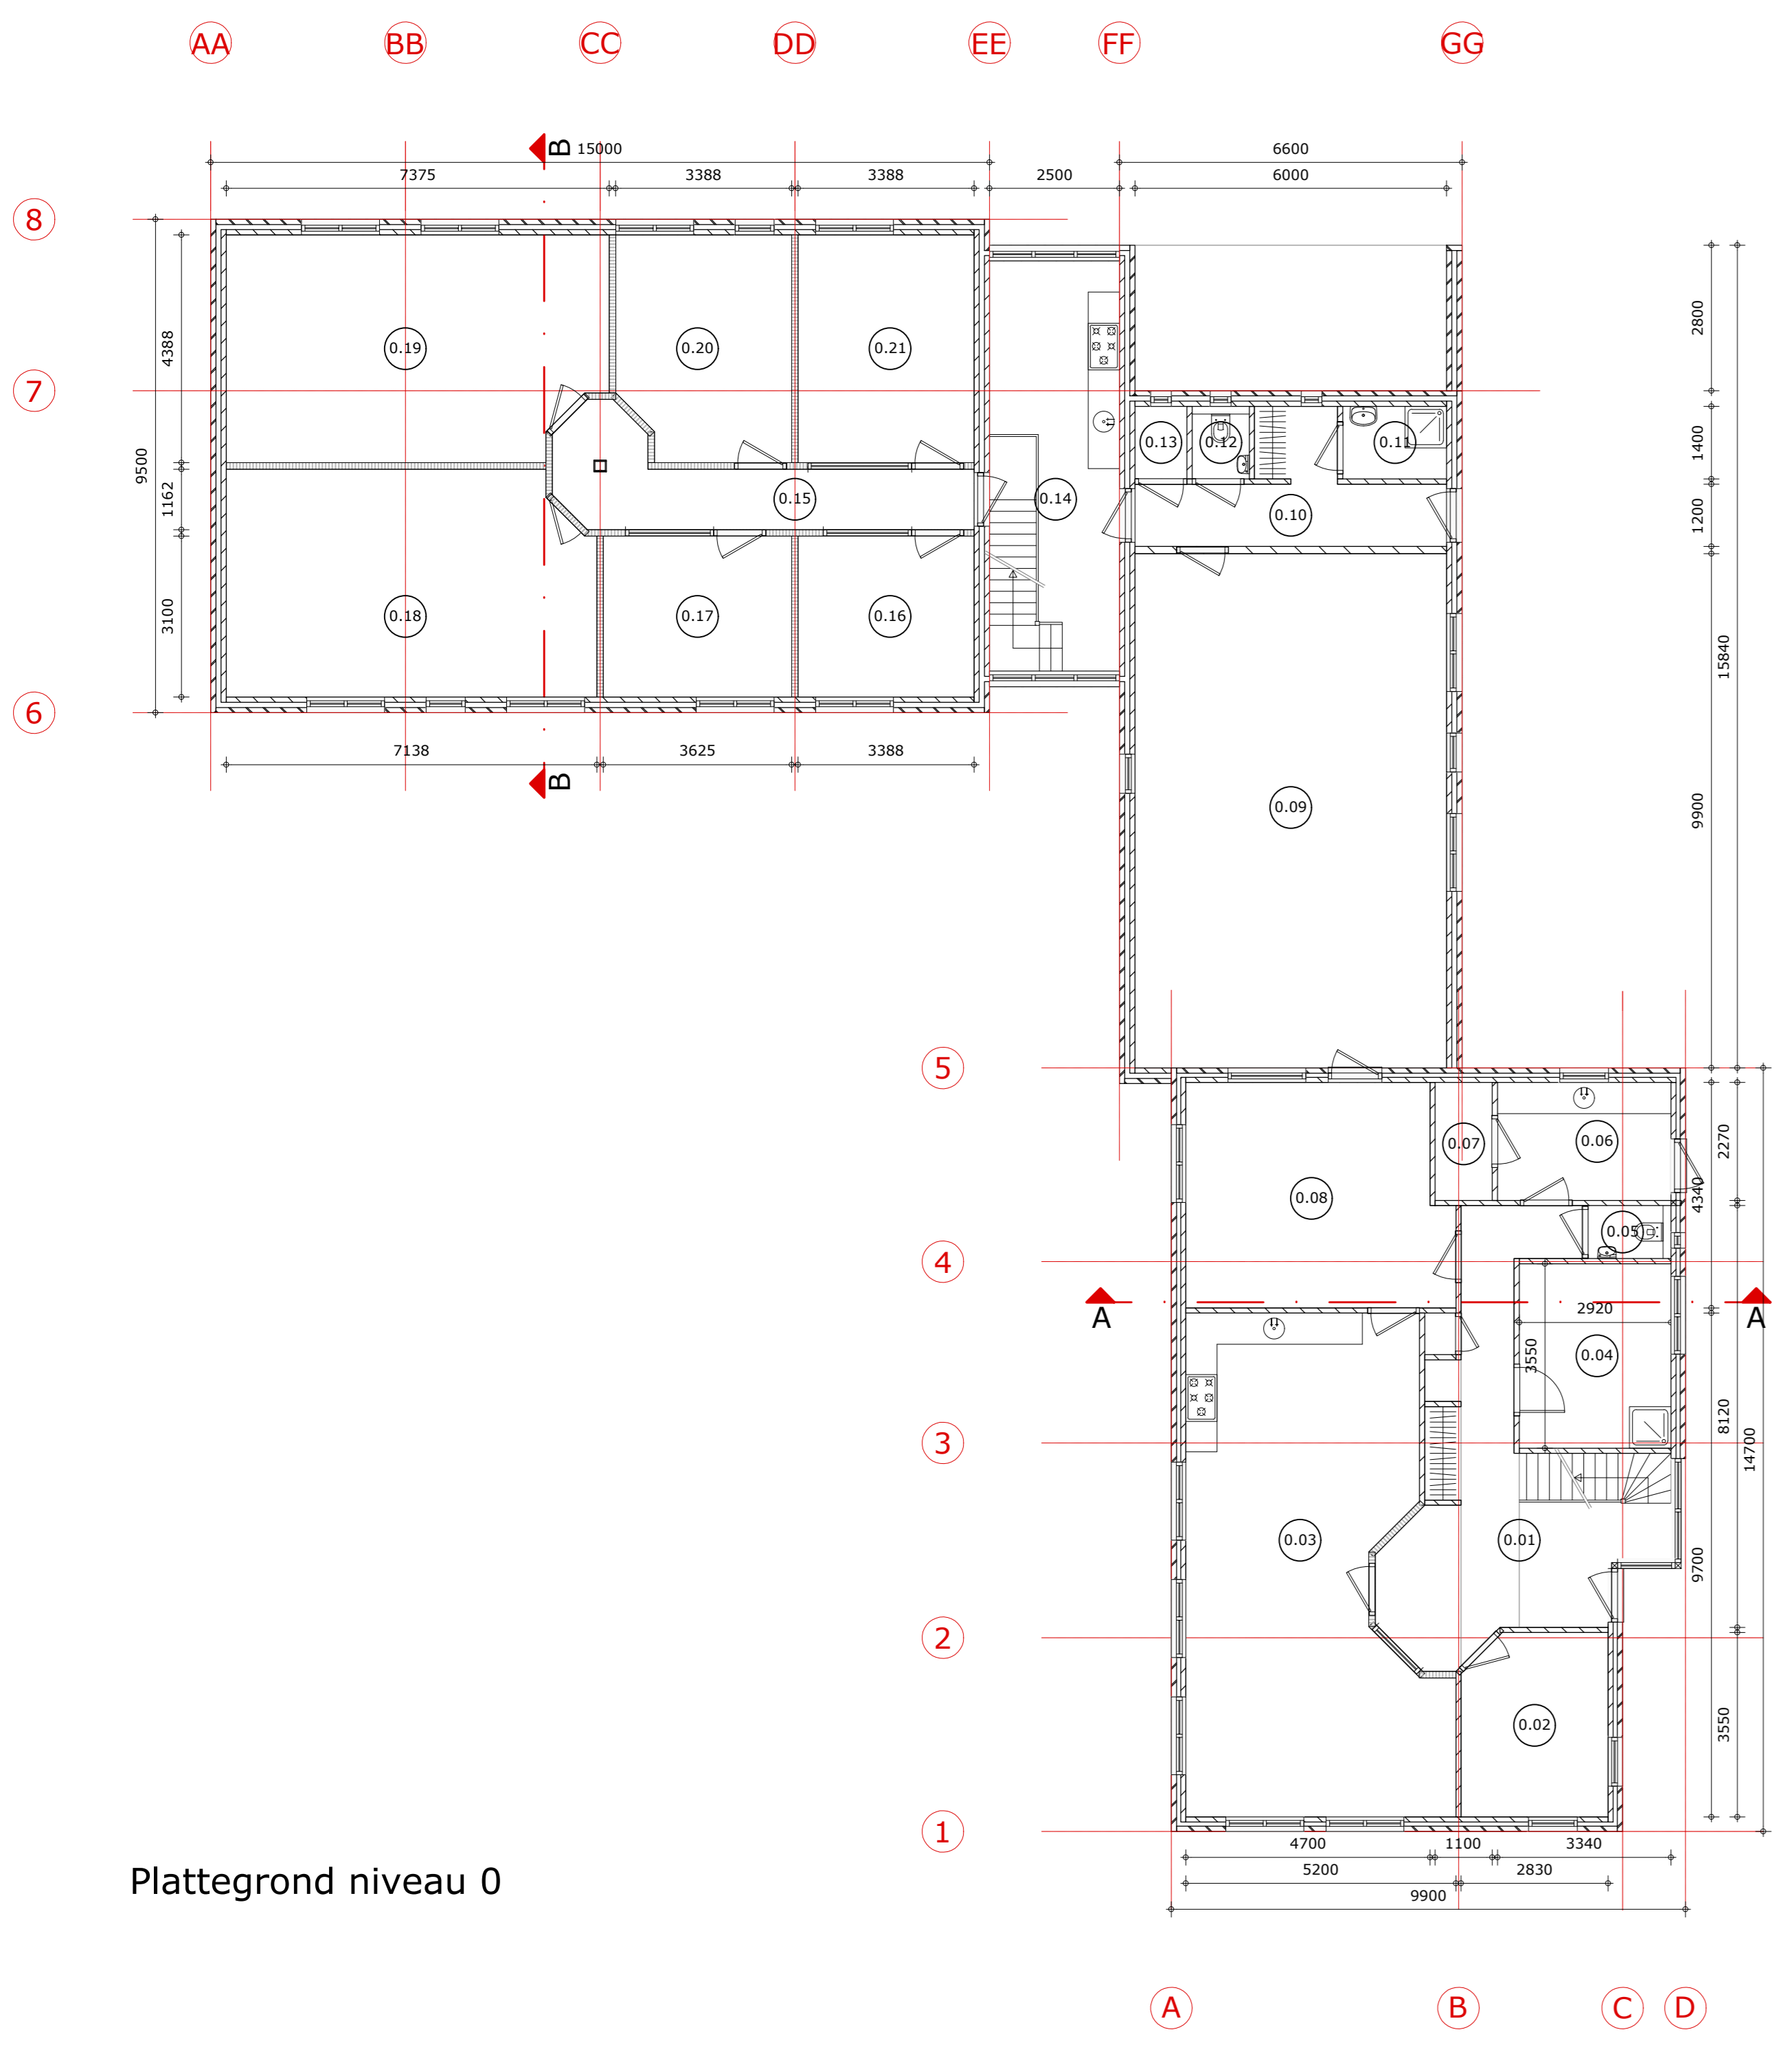 AA BB CC DD EE FF GG
B 15000 6600
7375 3388 3388 2500 6000
8
2800
4388 0.19 0.20 0.21
7
0.13 0.12 0.11 1400
9500
1162 0.15 0.14 0.10 1200
3100 0.18 0.17 0.16 15840
6
7138 3625 3388
B
0.09 9900
5
0.07 0.06 2270
0.08 4340
0.05
4
A 2920 A
3550 0.04
3 8120
14700
0.03 0.01 9700
2
0.02 3550
1
4700 1100 3340
5200 2830
9900
Plattegrond niveau 0
A B C D